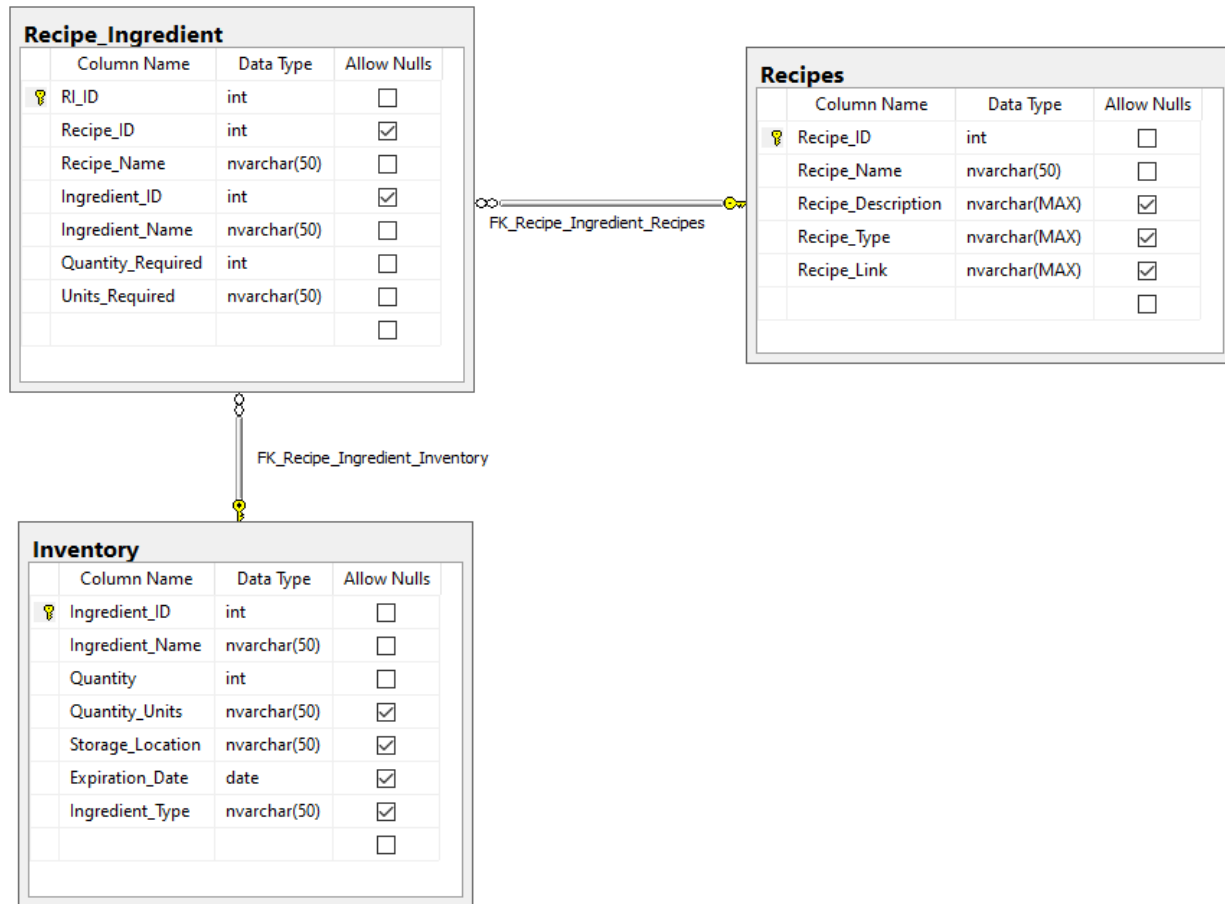 Recipe_Ingredient
Column Name Data Type Allow Nulls
RI_ID int
Recipe_ID int
Recipe_Name nvarchar(50)
Ingredient_ID int
Ingredient_Name nvarchar(50)
Quantity_Required int
Units_Required nvarchar(50)
Recipes
Column Name Data Type Allow Nulls
Recipe_ID int
Recipe_Name nvarchar(50)
Recipe_Description nvarchar(MAX)
Recipe_Type nvarchar(MAX)
Recipe_Link nvarchar(MAX)
FK_Recipe_Ingredient_Recipes
FK_Recipe_Ingredient_Inventory
Inventory
Column Name Data Type Allow Nulls
Ingredient_ID int
Ingredient_Name nvarchar(50)
Quantity int
Quantity_Units nvarchar(50)
Storage_Location nvarchar(50)
Expiration_Date date
Ingredient_Type nvarchar(50)